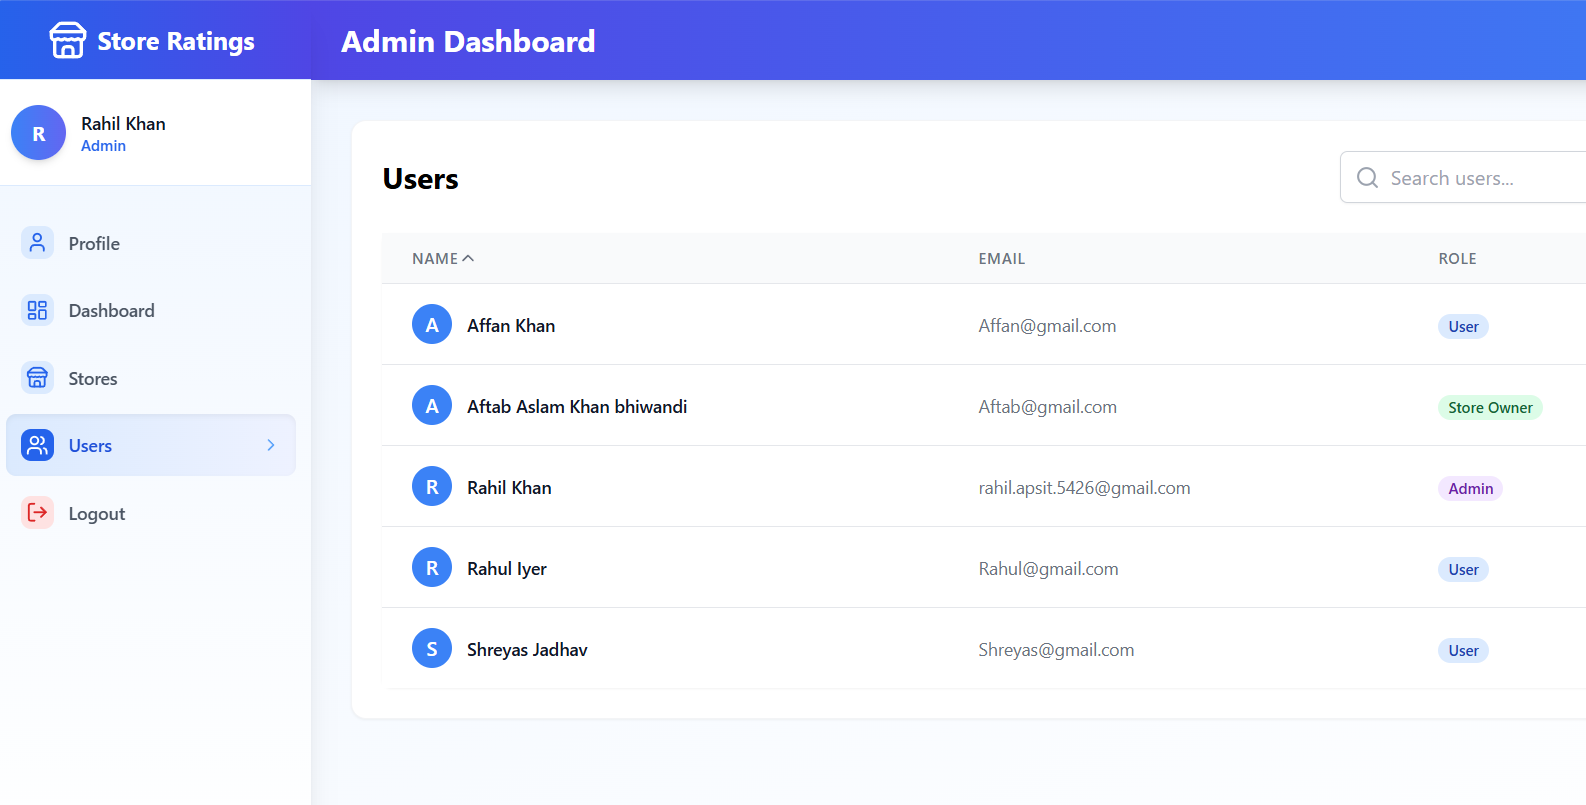 Store Ratings
Admin Dashboard
R
Rahil Khan
Admin
Profile
Dashboard
Stores
Users
Logout
Users
Search users...
NAME EMAIL ROLE
A Affan Khan Affan@gmail.com User
A Aftab Aslam Khan bhiwandi Aftab@gmail.com Store Owner
R Rahil Khan rahil.apsit.5426@gmail.com Admin
R Rahul Iyer Rahul@gmail.com User
S Shreyas Jadhav Shreyas@gmail.com User